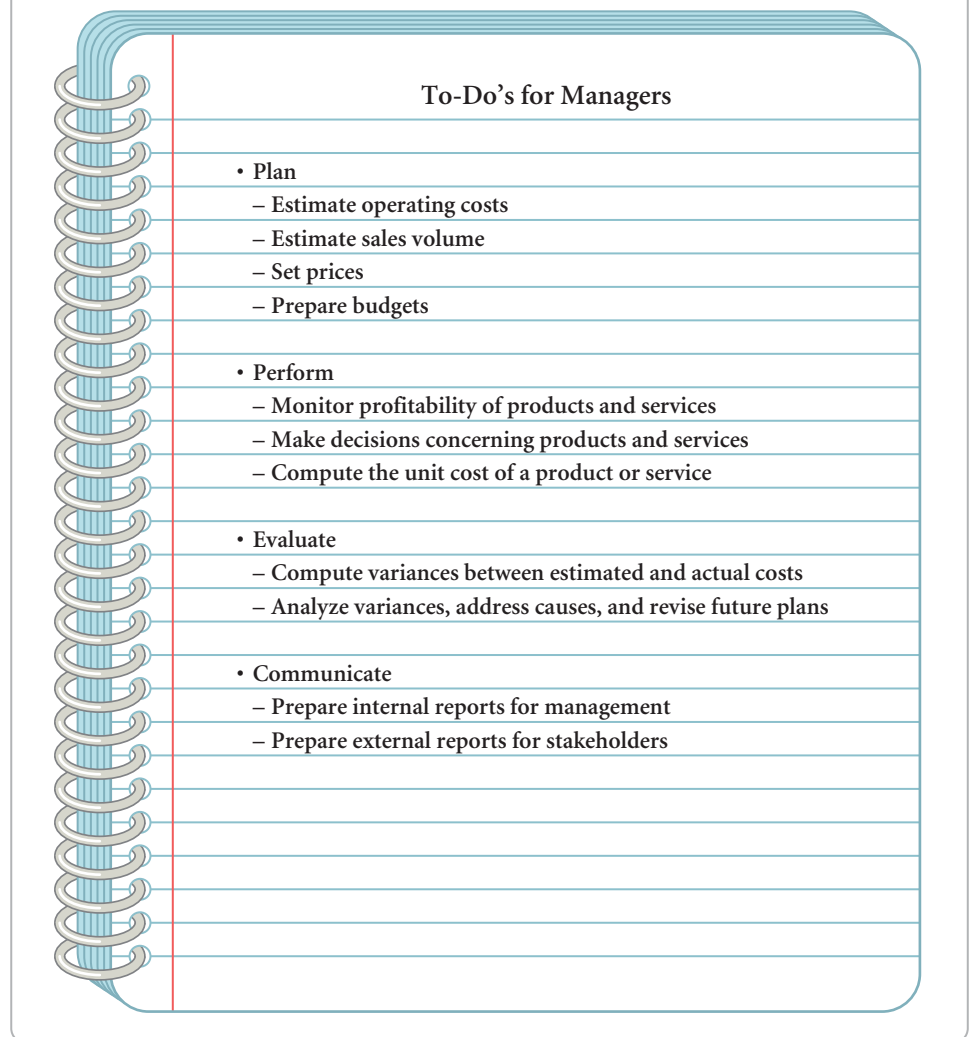 To-Do’s for Managers
• Plan
– Estimate operating costs
– Estimate sales volume
– Set prices
– Prepare budgets
• Perform
– Monitor profitability of products and services
– Make decisions concerning products and services
– Compute the unit cost of a product or service
• Evaluate
– Compute variances between estimated and actual costs
– Analyze variances, address causes, and revise future plans
• Communicate
– Prepare internal reports for management
– Prepare external reports for stakeholders